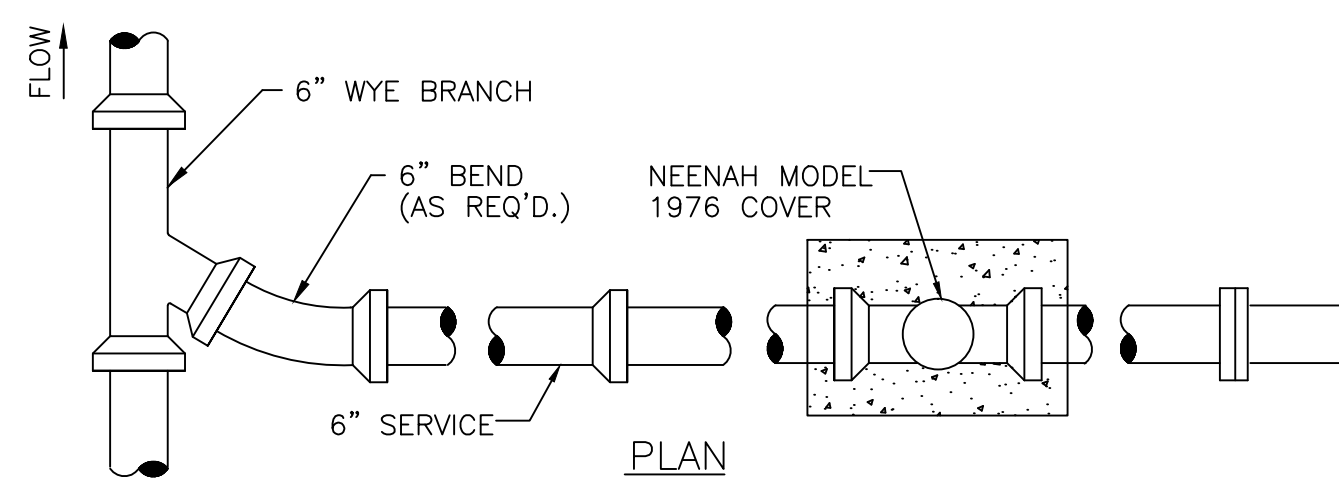 FLOW
6” WYE BRANCH
6” BEND
(AS REQ’D.)
NEENAH MODEL
1976 COVER
6” SERVICE
PLAN